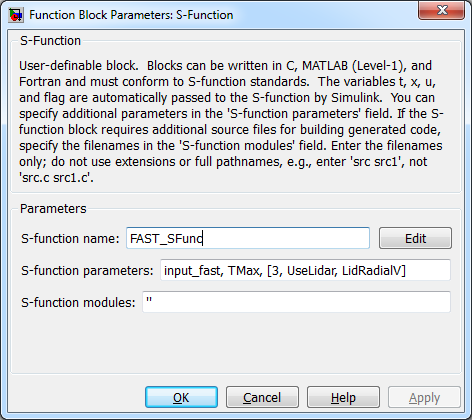 Function Block Parameters: S-Function
S-Function
User-definable block.  Blocks can be written in C, MATLAB (Level-1), and
Fortran and must conform to S-function standards.  The variables t, x, u,
and flag are automatically passed to the S-function by Simulink.  You can
specify additional parameters in the 'S-function parameters' field. If the S-
function block requires additional source files for building generated code,
specify the filenames in the 'S-function modules' field. Enter the filenames
only; do not use extensions or full pathnames, e.g., enter 'src src1', not
'src.c src1.c'.
Parameters
S-function name: FAST_SFunc Edit
S-function parameters: input_fast, TMax, [3, UseLidar, LidRadialV]
S-function modules: ''
OK Cancel Help Apply